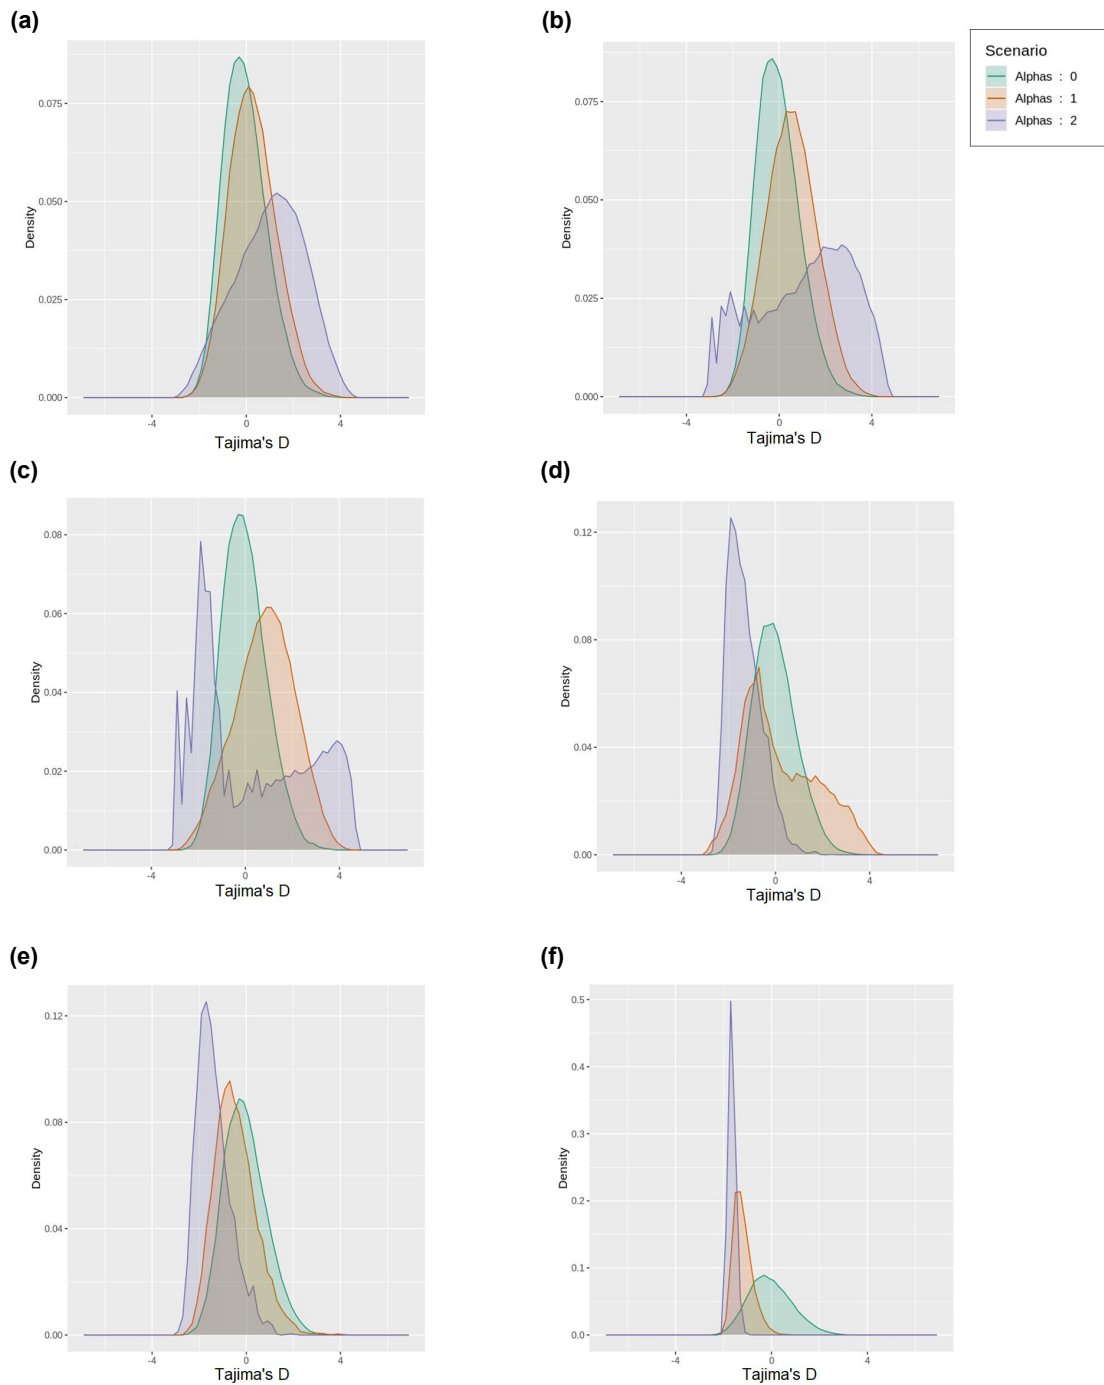 (a)
(b)
Scenario
Alphas : 0
Alphas : 1
Alphas : 2
0.075
0.050
0.025
0.000
Density
-4
0
4
Tajima's D
0.075
0.050
0.025
0.000
Density
-4
0
4
Tajima's D
(c)
(d)
0.08
0.06
0.04
0.02
0.00
Density
-4
0
4
Tajima's D
0.12
0.08
0.04
0.00
Density
-4
0
4
Tajima's D
(e)
(f)
0.12
0.08
0.04
0.00
Density
-4
0
4
Tajima's D
0.5
0.4
0.3
0.2
0.1
0.0
Density
-4
0
4
Tajima's D